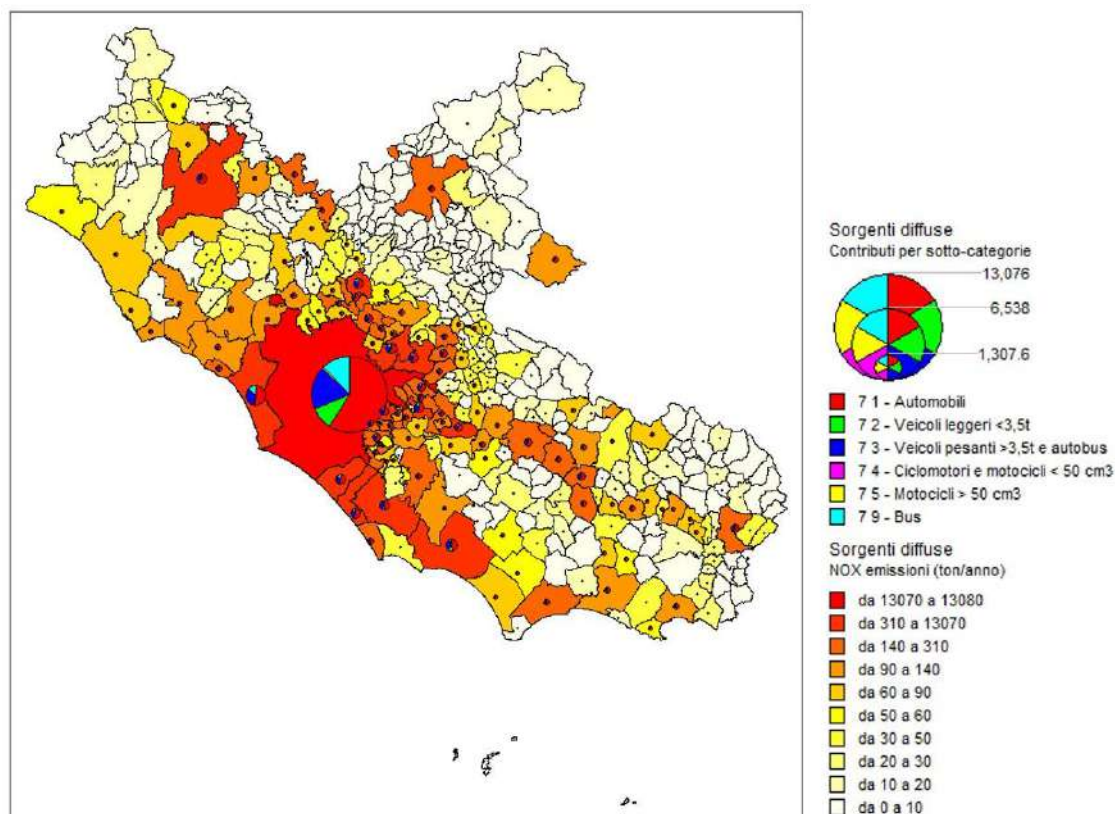 Sorgenti diffuse
Contributi per sotto-categorie
13,076
6,538
1,307.6
7 1 - Automobili
7 2 - Veicoli leggeri <3,5t
7 3 - Veicoli pesanti >3,5t e autobus
7 4 - Ciclomotori e motocicli < 50 cm3
7 5 - Motocicli > 50 cm3
7 9 - Bus
Sorgenti diffuse
NOX emissioni (ton/anno)
da 13070 a 13080
da 310 a 13070
da 140 a 310
da 90 a 140
da 60 a 90
da 50 a 60
da 30 a 50
da 20 a 30
da 10 a 20
da 0 a 10